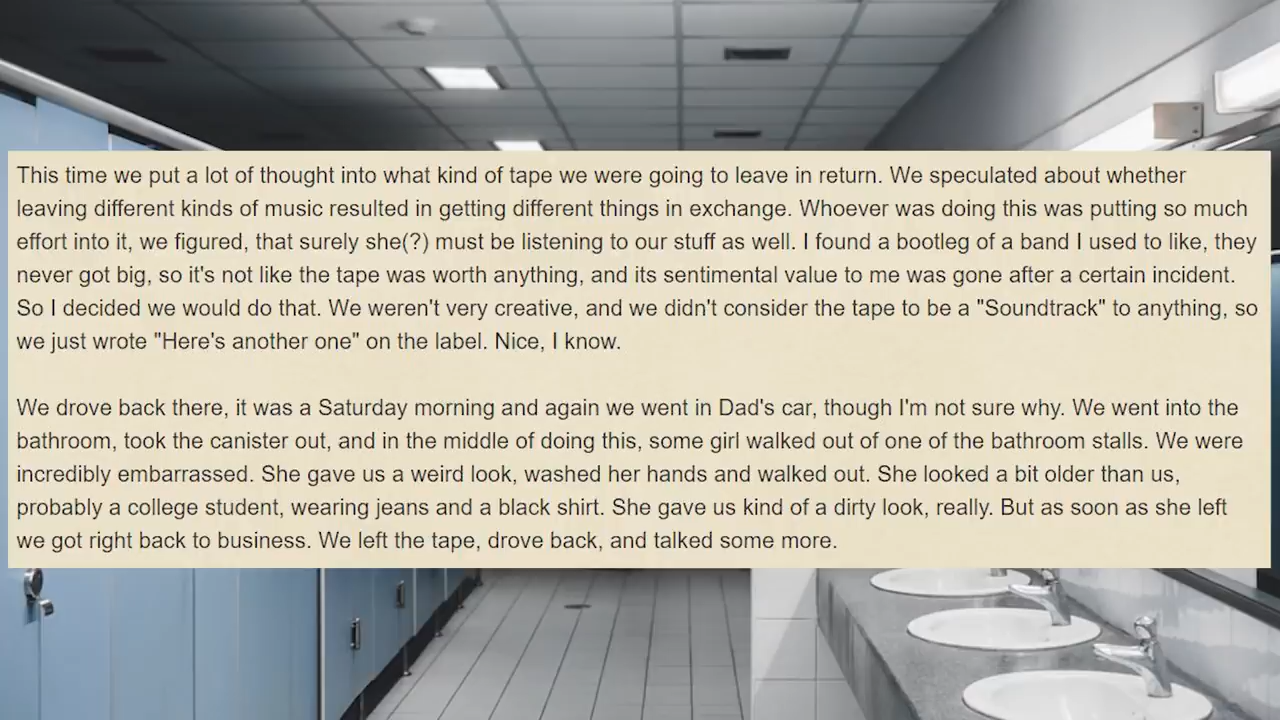 This time we put a lot of thought into what kind of tape we were going to leave in return. We speculated about whether
leaving different kinds of music resulted in getting different things in exchange. Whoever was doing this was putting so much
effort into it, we figured, that surely she(?) must be listening to our stuff as well. I found a bootleg of a band I used to like, they
never got big, so it's not like the tape was worth anything, and its sentimental value to me was gone after a certain incident.
So I decided we would do that. We weren't very creative, and we didn't consider the tape to be a "Soundtrack" to anything, so
we just wrote "Here's another one" on the label. Nice, I know.
We drove back there, it was a Saturday morning and again we went in Dad's car, though I'm not sure why. We went into the
bathroom, took the canister out, and in the middle of doing this, some girl walked out of one of the bathroom stalls. We were
incredibly embarrassed. She gave us a weird look, washed her hands and walked out. She looked a bit older than us,
probably a college student, wearing jeans and a black shirt. She gave us kind of a dirty look, really. But as soon as she left
we got right back to business. We left the tape, drove back, and talked some more.